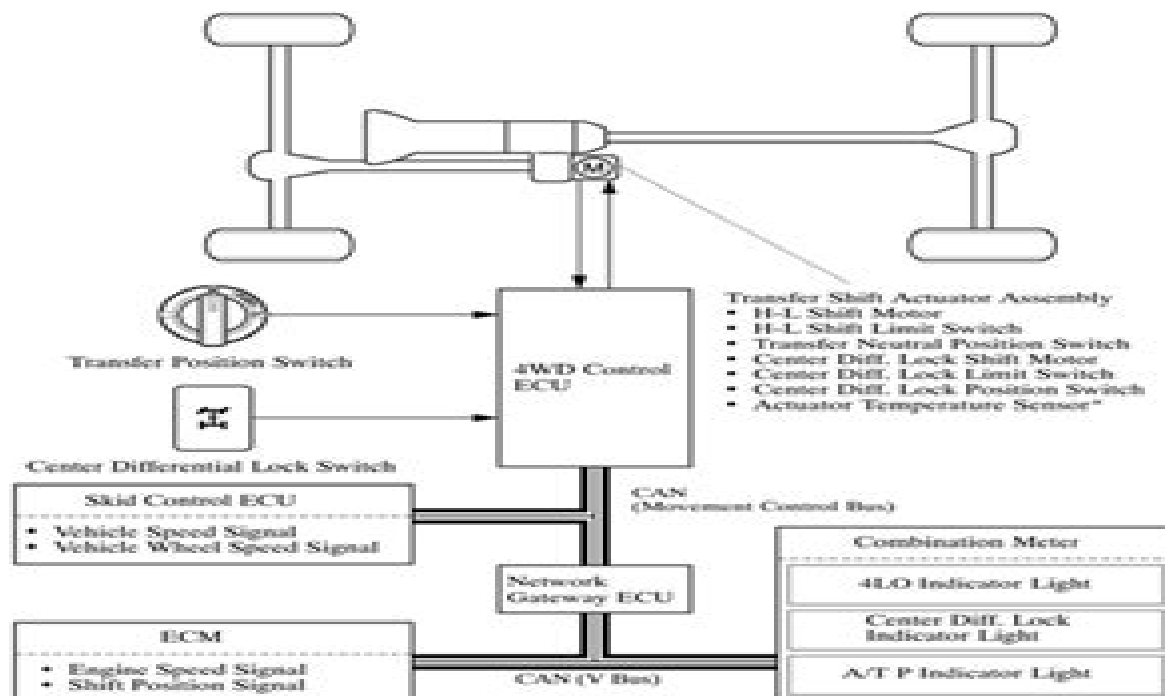 M
Transfer Shift Actuator Assembly
• H-L Shift Motor
• H-L Shift Limit Switch
• Transfer Neutral Position Switch
• Center Diff. Lock Shift Motor
• Center Diff. Lock Limit Switch
• Center Diff. Lock Position Switch
• Actuator Temperature Sensor*
Transfer Position Switch
4WD Control
ECU
Center Differential Lock Switch
Skid Control ECU
• Vehicle Speed Signal
• Vehicle Wheel Speed Signal
CAN
(Movement Control Bus)
Network
Gateway ECU
Combination Meter
4LO Indicator Light
Center Diff. Lock
Indicator Light
A/T P Indicator Light
ECM
• Engine Speed Signal
• Shift Position Signal
CAN (V Bus)